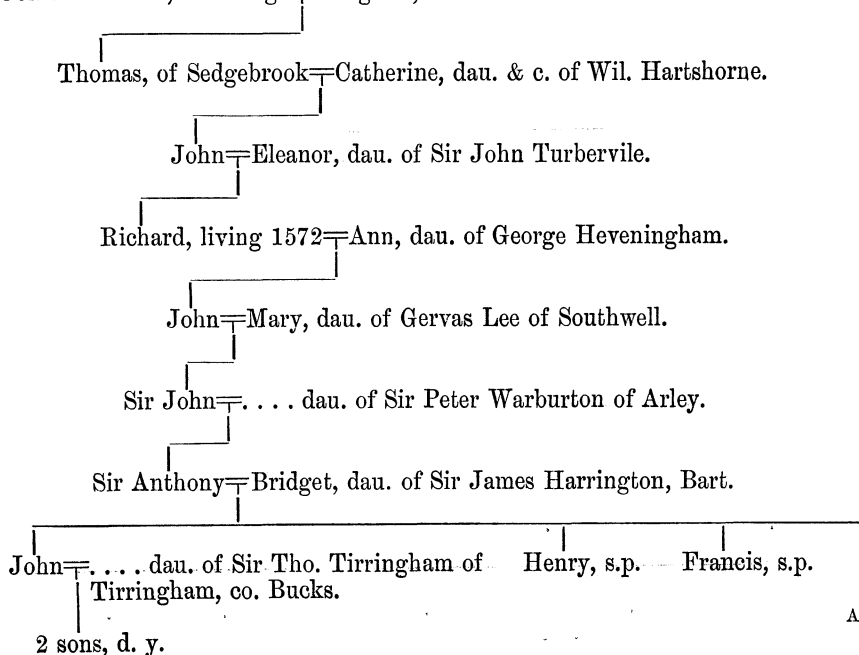 Thomas, of Sedgebrook=Catherine, dau. & c. of Wil. Hartshorne.
John=Eleanor, dau. of Sir John Turbervile.
Richard, living 1572=Ann, dau. of George Heveningham.
John=Mary, dau. of Gervas Lee of Southwell.
Sir John=. . . . dau. of Sir Peter Warburton of Arley.
Sir Anthony=Bridget, dau. of Sir James Harrington, Bart.
John=. . . . dau. of Sir Tho. Tirringham of Henry, s.p. Francis, s.p.
Tirringham, co. Bucks.
A
2 sons, d. y.